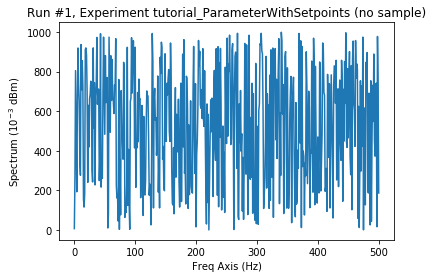 Run #1, Experiment tutorial_ParameterWithSetpoints (no sample)
1000
800
600
400
200
0
Spectrum (10⁻³ dBm)
0 100 200 300 400 500
Freq Axis (Hz)